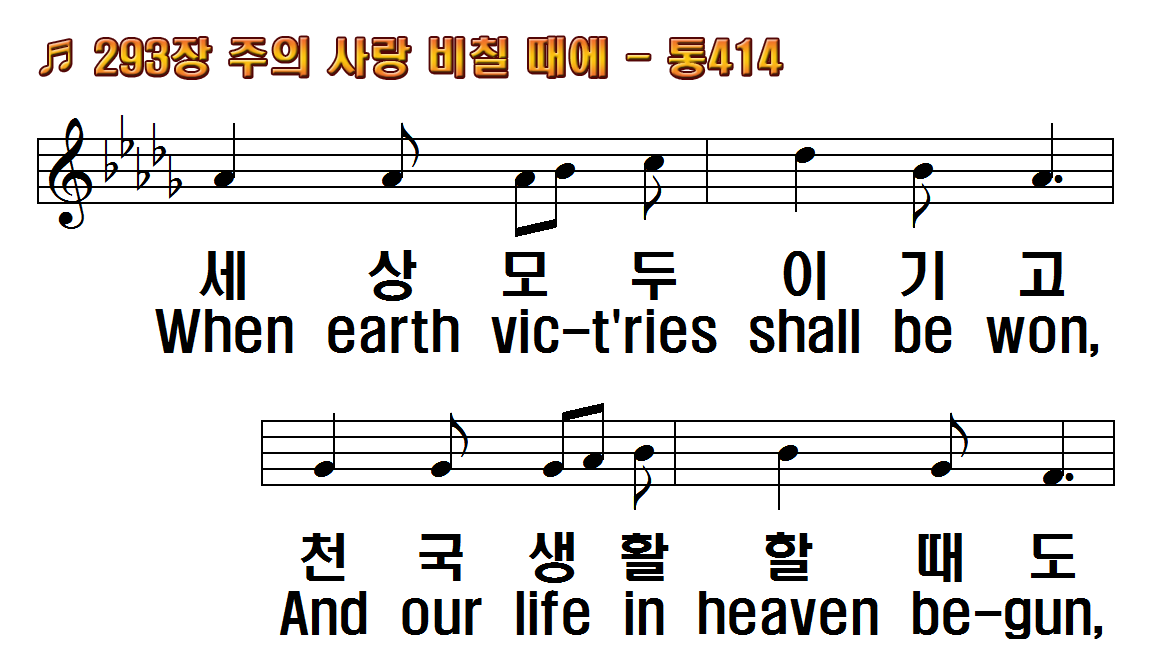 ♬ 293장 주의 사랑 비칠 때에 - 통414
세 상 모 두 이 기 고
When earth vic-t'ries shall be won,
천 국 생 활 할 때 도
And our life in heaven be-gun,